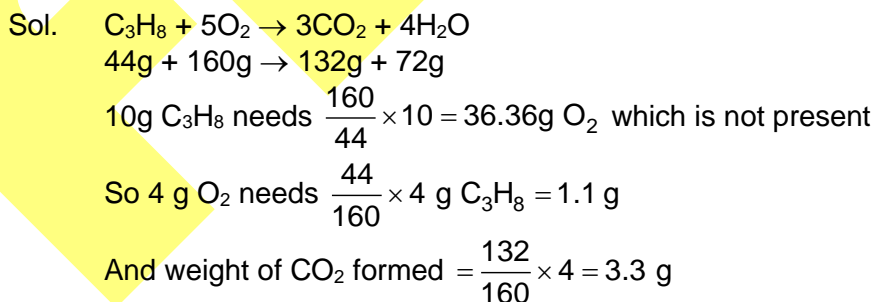 Sol. C₃H₈ + 5O₂ → 3CO₂ + 4H₂O
44g + 160g → 132g + 72g
10g C₃H₈ needs 160/44 × 10 = 36.36g O₂ which is not present
So 4 g O₂ needs 44/160 × 4 g C₃H₈ = 1.1 g
And weight of CO₂ formed = 132/160 × 4 = 3.3 g